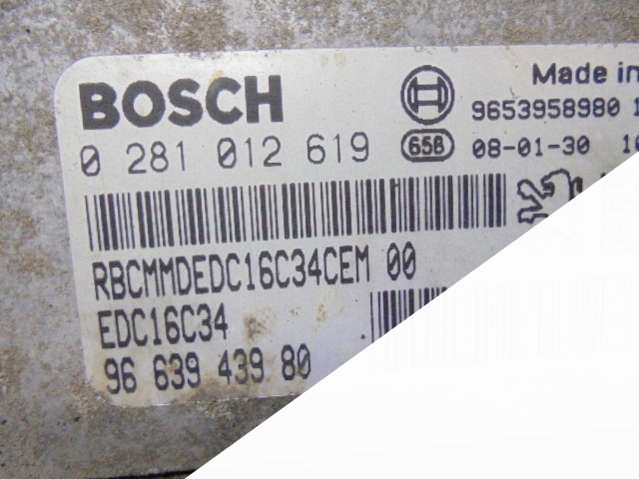 BOSCH
Made in
9653958980
0 281 012 619
658 08-01-30
RBCMMDEDC16C34CEM 00
EDC16C34
96 639 439 80